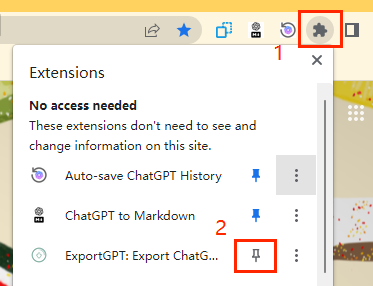 1
Extensions
No access needed
These extensions don't need to see and
change information on this site.
Auto-save ChatGPT History
ChatGPT to Markdown
2
ExportGPT: Export ChatG...